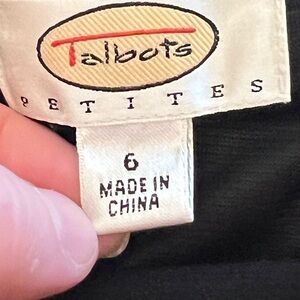 Talbots
PETITES
6
MADE IN
CHINA